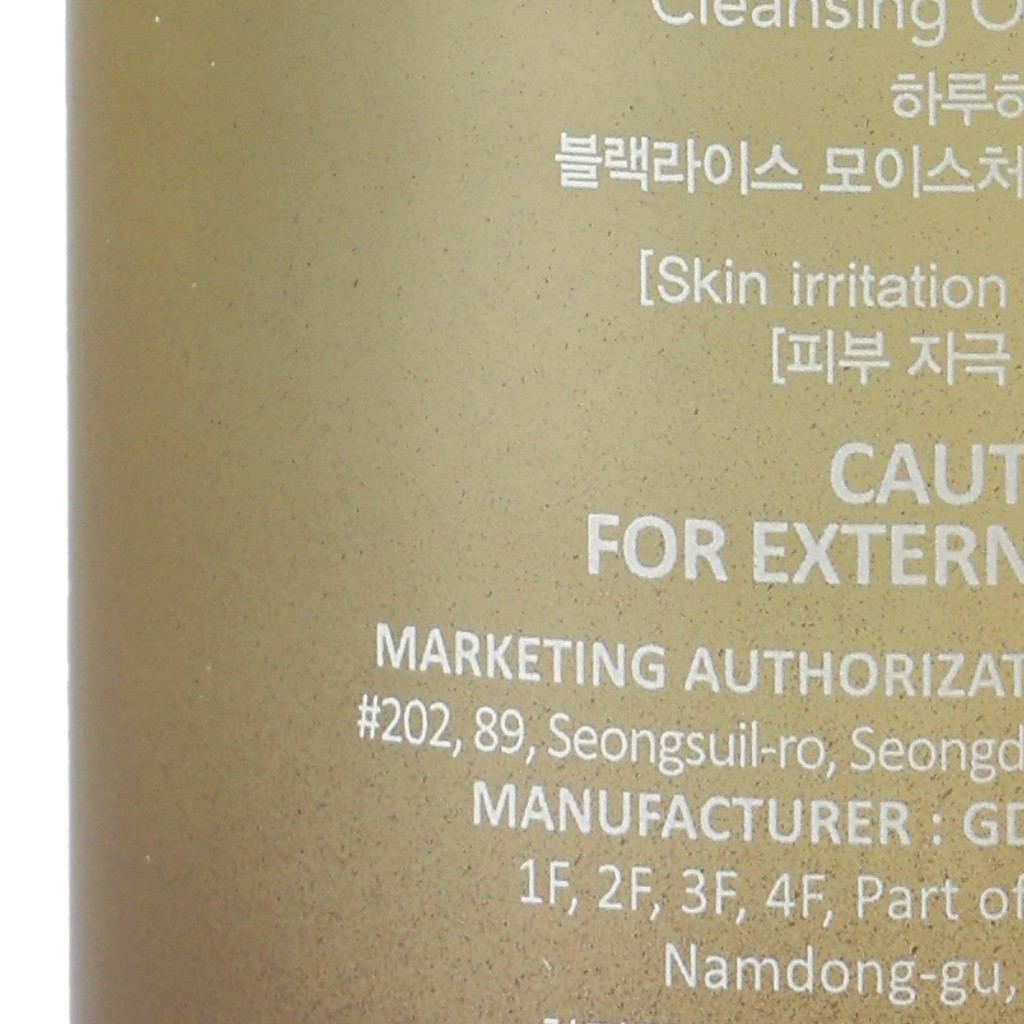 Cleansing
하루
블랙라이스 모이스처
[Skin irritation
[피부 자극
CAUT
FOR EXTERN
MARKETING AUTHORIZAT
#202, 89, Seongsuil-ro, Seongd
MANUFACTURER : GD
1F, 2F, 3F, 4F, Part of
Namdong-gu,